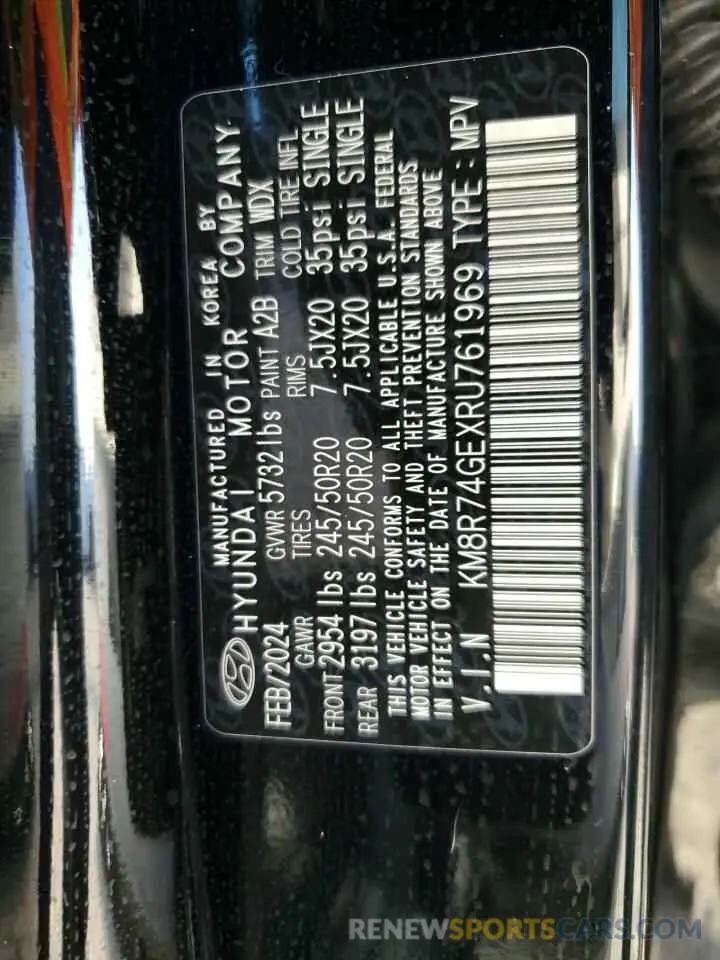 MANUFACTURED IN KOREA BY
HYUNDAI MOTOR COMPANY
FEB/2024 GVWR 5732 lbs PAINT A2B TRIM WDX
GAWR TIRES RIMS COLD TIRE INFL
FRONT 2954 lbs 245/50R20 7.5JX20 35psi SINGLE
REAR 3197 lbs 245/50R20 7.5JX20 35psi SINGLE
THIS VEHICLE CONFORMS TO ALL APPLICABLE U.S.A. FEDERAL
MOTOR VEHICLE SAFETY AND THEFT PREVENTION STANDARDS
IN EFFECT ON THE DATE OF MANUFACTURE SHOWN ABOVE
V.I.N KM8R74GEXRU761969 TYPE : MPV
RENEWSPORTSCARS.COM